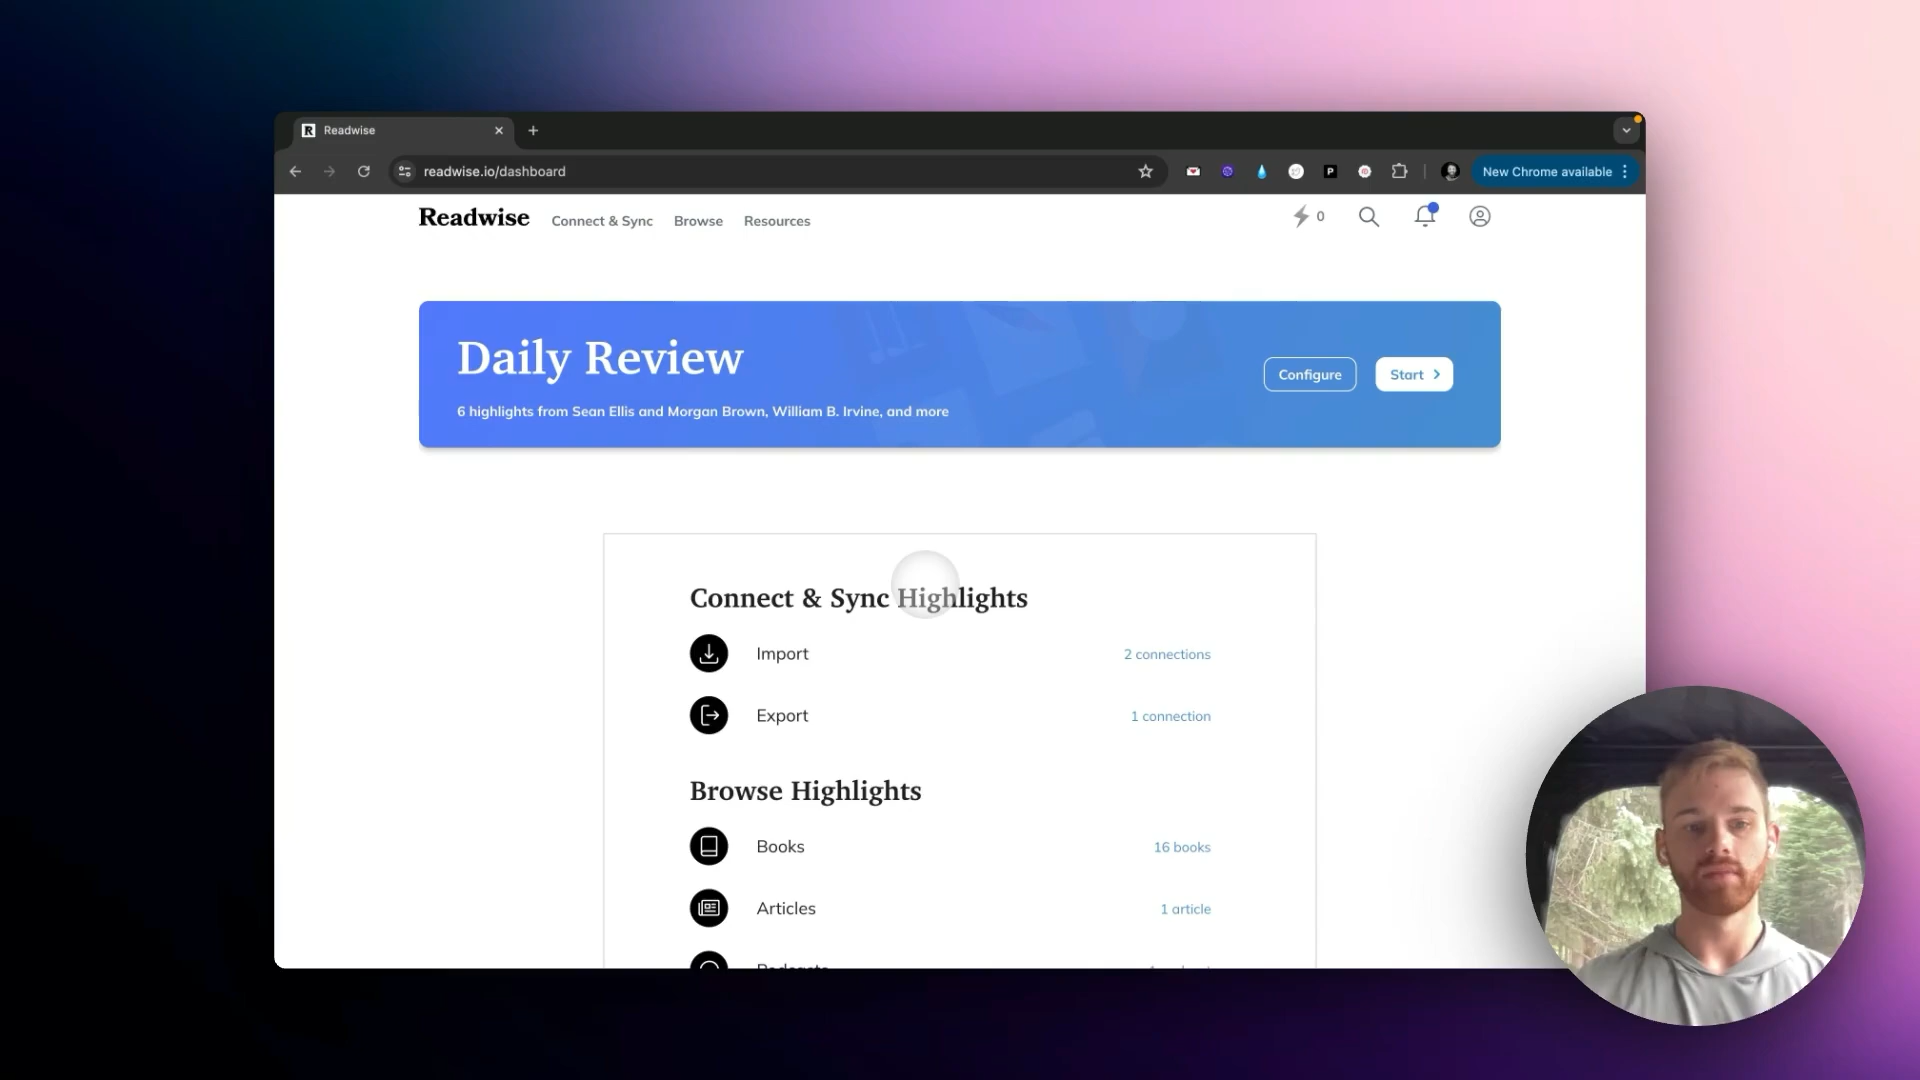 Readwise
readwise.io/dashboard
New Chrome available
Readwise
Connect & Sync
Browse
Resources
0
Daily Review
6 highlights from Sean Ellis and Morgan Brown, William B. Irvine, and more
Configure
Start
Connect & Sync Highlights
Import
2 connections
Export
1 connection
Browse Highlights
Books
16 books
Articles
1 article